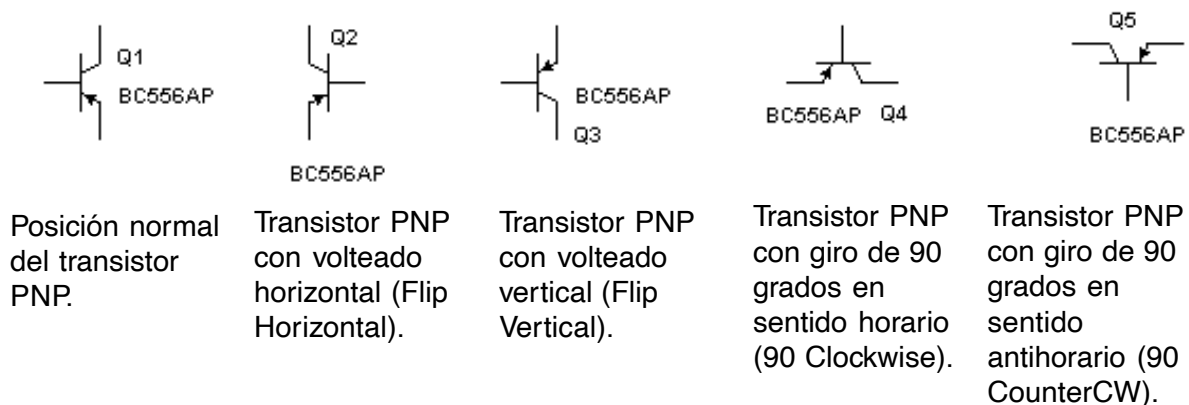 Q1
BC556AP
Q2
BC556AP
BC556AP
Q3
BC556AP Q4
Q5
BC556AP
Posición normal
del transistor
PNP.
Transistor PNP
con volteado
horizontal (Flip
Horizontal).
Transistor PNP
con volteado
vertical (Flip
Vertical).
Transistor PNP
con giro de 90
grados en
sentido horario
(90 Clockwise).
Transistor PNP
con giro de 90
grados en
sentido
antihorario (90
CounterCW).